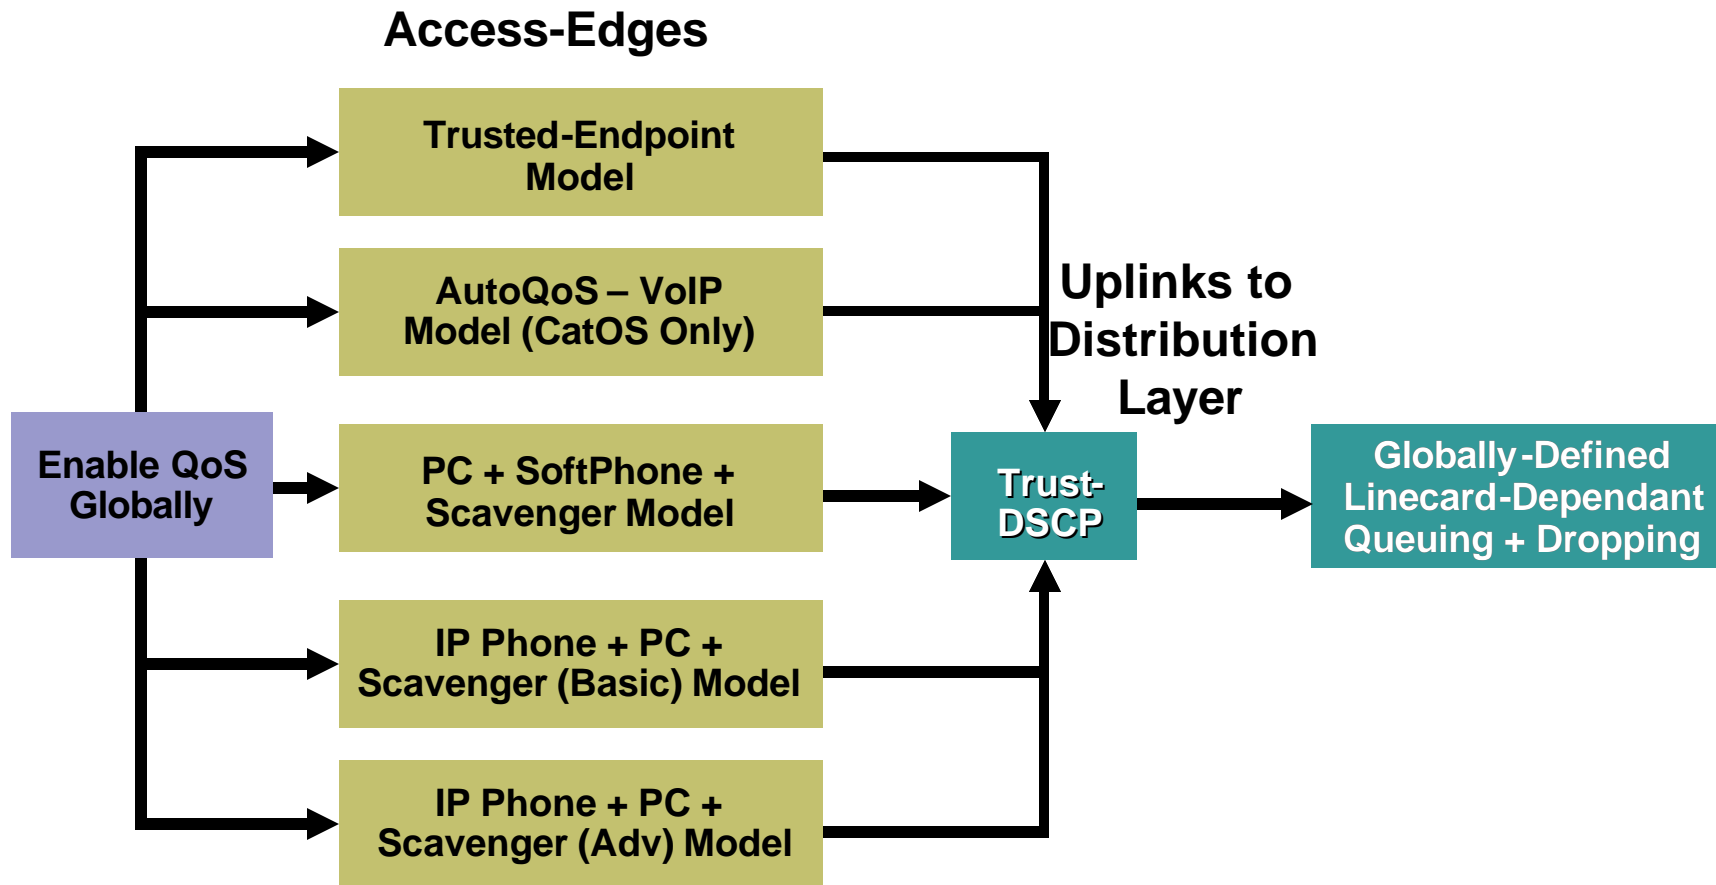 Access-Edges
Trusted-Endpoint
Model
AutoQoS – VoIP
Model (CatOS Only)
Uplinks to
Distribution
Layer
Enable QoS
Globally
PC + SoftPhone +
Scavenger Model
Trust-
DSCP
Globally-Defined
Linecard-Dependant
Queuing + Dropping
IP Phone + PC +
Scavenger (Basic) Model
IP Phone + PC +
Scavenger (Adv) Model